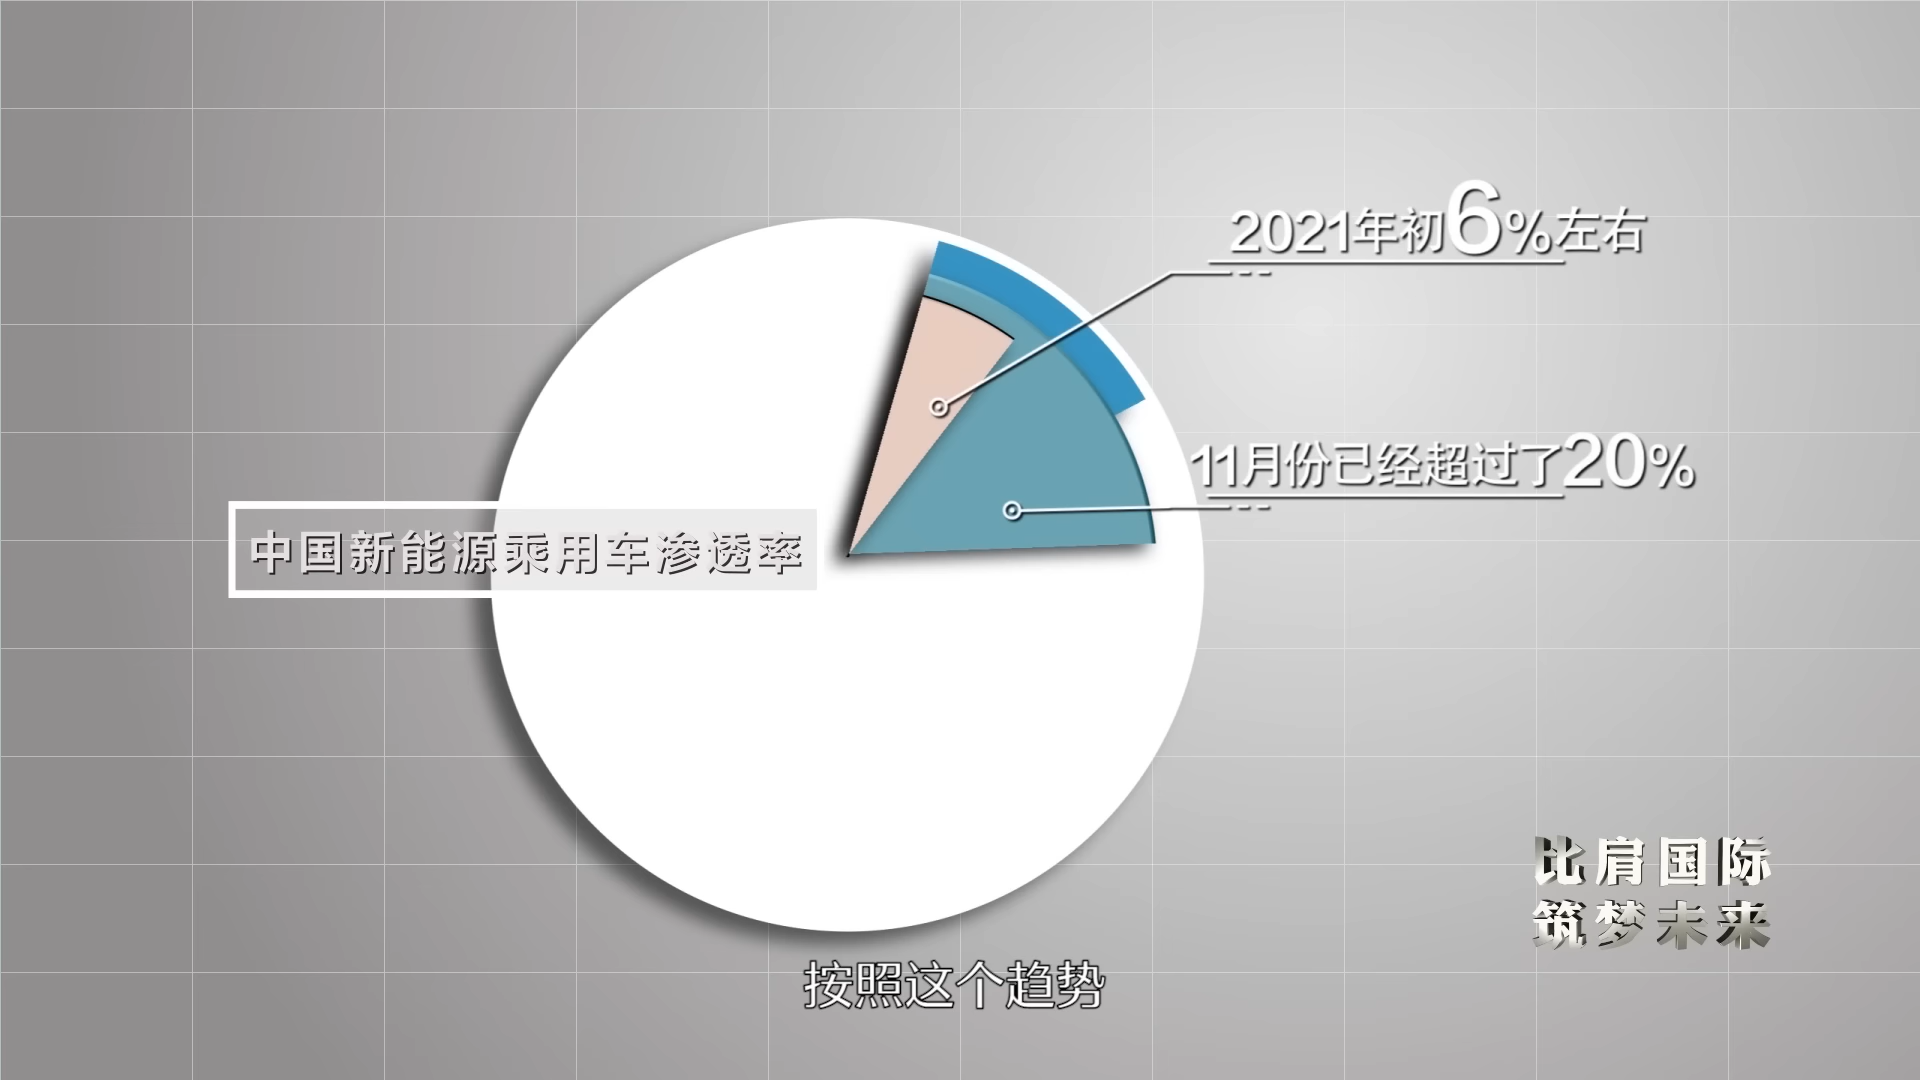 2021年初6%左右
11月份已经超过了20%
中国新能源乘用车渗透率
比肩国际
筑梦未来
按照这个趋势